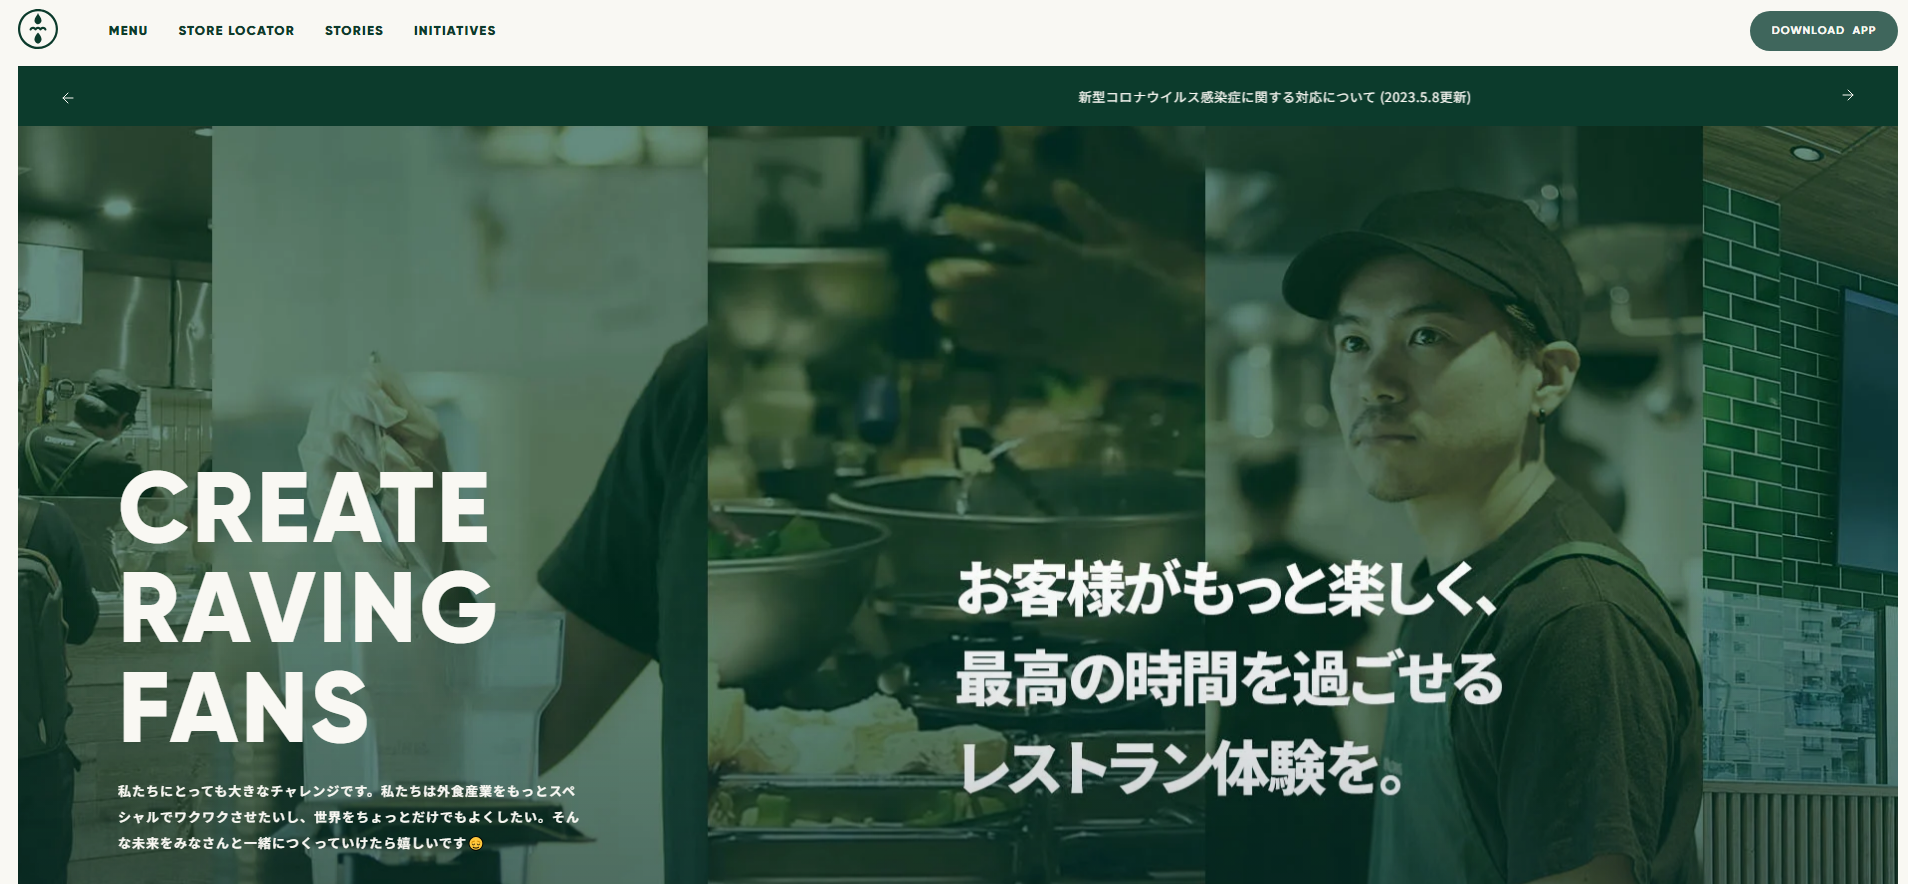 MENU
STORE LOCATOR
STORIES
INITIATIVES
DOWNLOAD APP
新型コロナウイルス感染症に関する対応について (2023.5.8更新)
CREATE
RAVING
FANS
私たちにとっても大きなチャレンジです。私たちは外食産業をもっとスペ
シャルでワクワクさせたいし、世界をちょっとだけでもよくしたい。そん
な未来をみなさんと一緒につくっていけたら嬉しいです
お客様がもっと楽しく、
最高の時間を過ごせる
レストラン体験を。